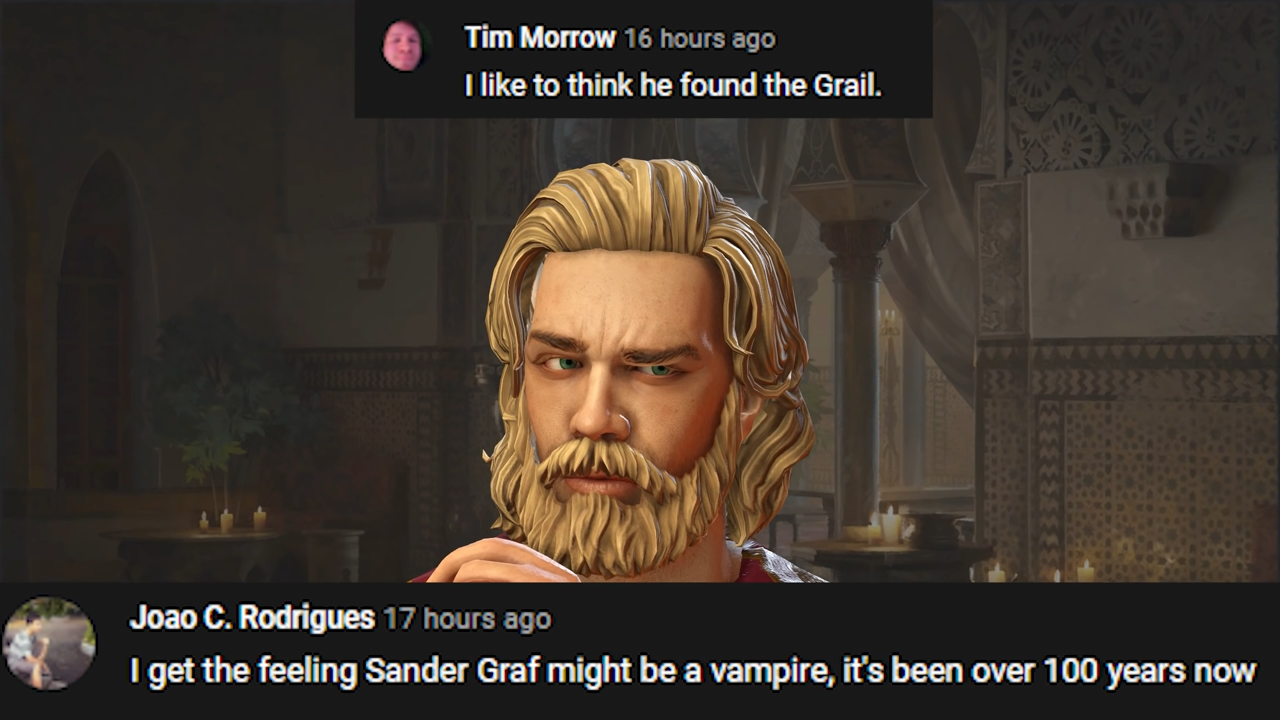 Tim Morrow 16 hours ago
I like to think he found the Grail.
Joao C. Rodrigues 17 hours ago
I get the feeling Sander Graf might be a vampire, it's been over 100 years now